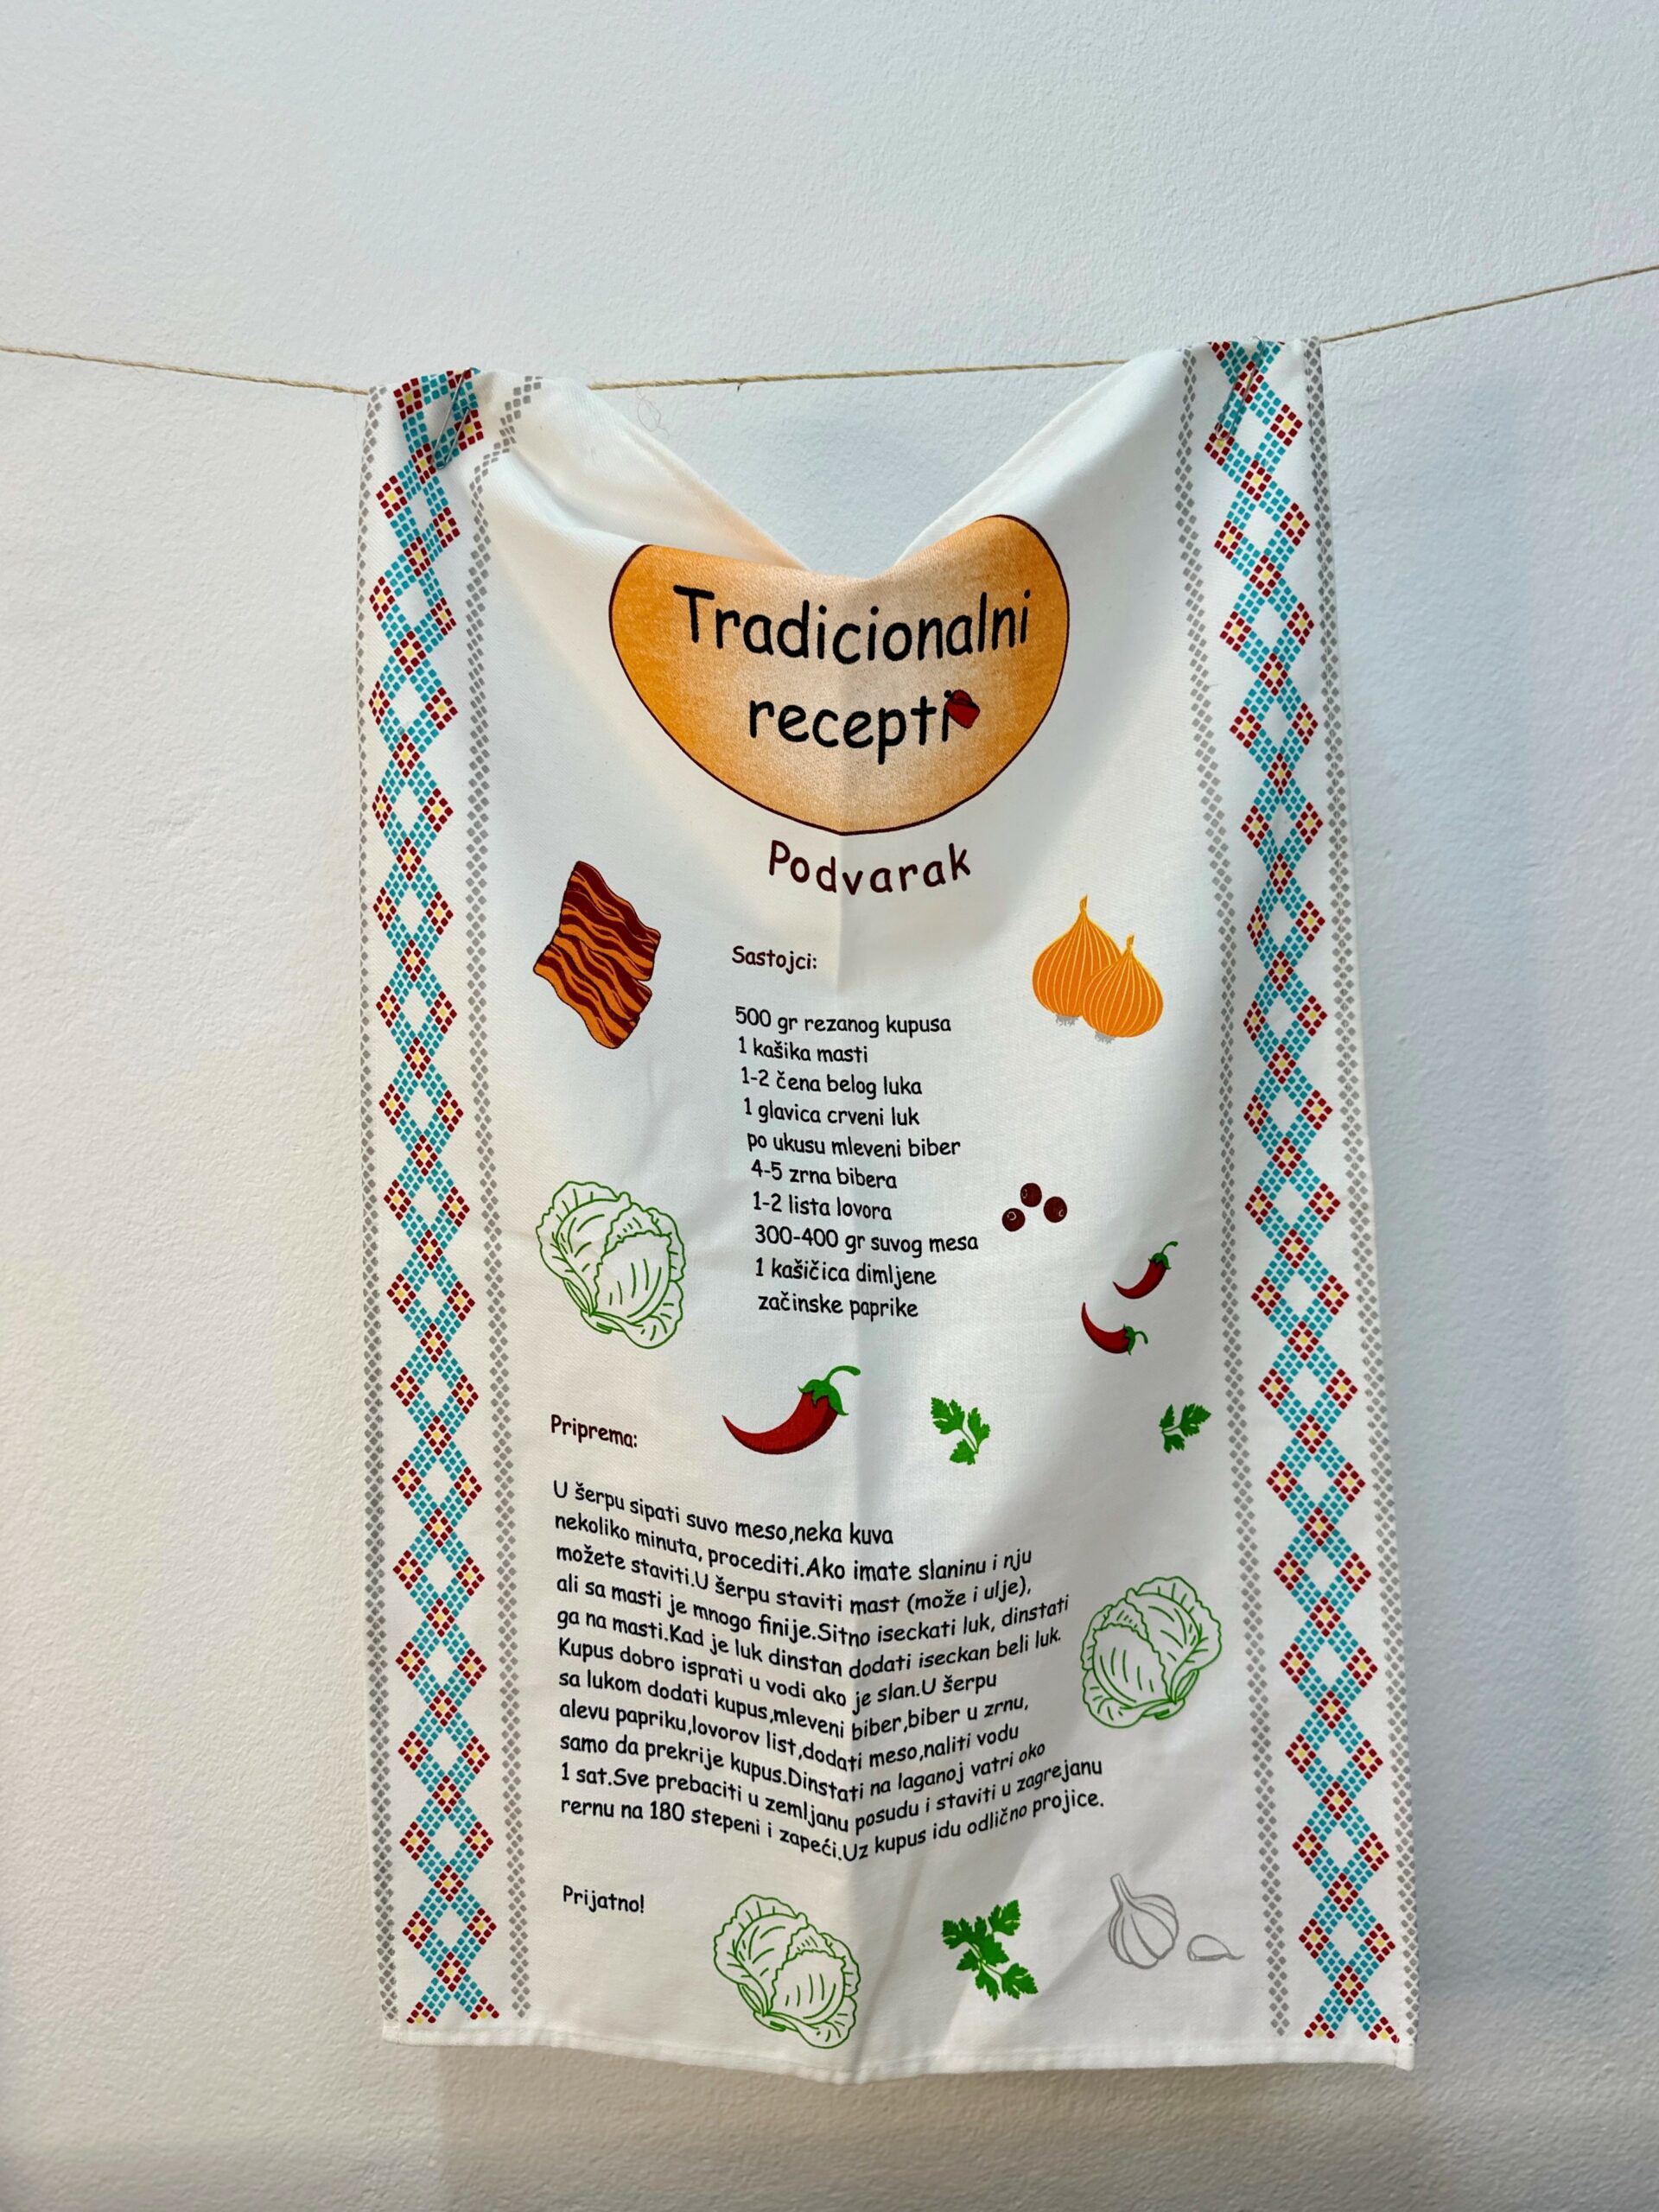 Tradicionalni
recepti
Podvarak
Sastojci:
500 gr rezanog kupusa
1 kašika masti
1-2 čena belog luka
1 glavica crveni luk
po ukusu mleveni biber
4-5 zrna bibera
1-2 lista lovora
300-400 gr suvog mesa
1 kašičica dimljene
začinske paprike
Priprema:
U šerpu sipati suvo meso,neka kuva
nekoliko minuta, procediti.Ako imate slaninu i nju
možete staviti.U šerpu staviti mast (može i ulje),
ali sa masti je mnogo finije.Sitno iseckati luk, dinstati
ga na masti.Kad je luk dinstan dodati iseckan beli luk.
Kupus dobro isprati u vodi ako je slan.U šerpu
sa lukom dodati kupus,mleveni biber,biber u zrnu,
alevu papriku,lovorov list,dodati meso,naliti vodu
samo da prekrije kupus.Dinstati na laganoj vatri oko
1 sat.Sve prebaciti u zemljanu posudu i staviti u zagrejanu
rernu na 180 stepeni i zapeći.Uz kupus idu odlično projice.
Prijatno!